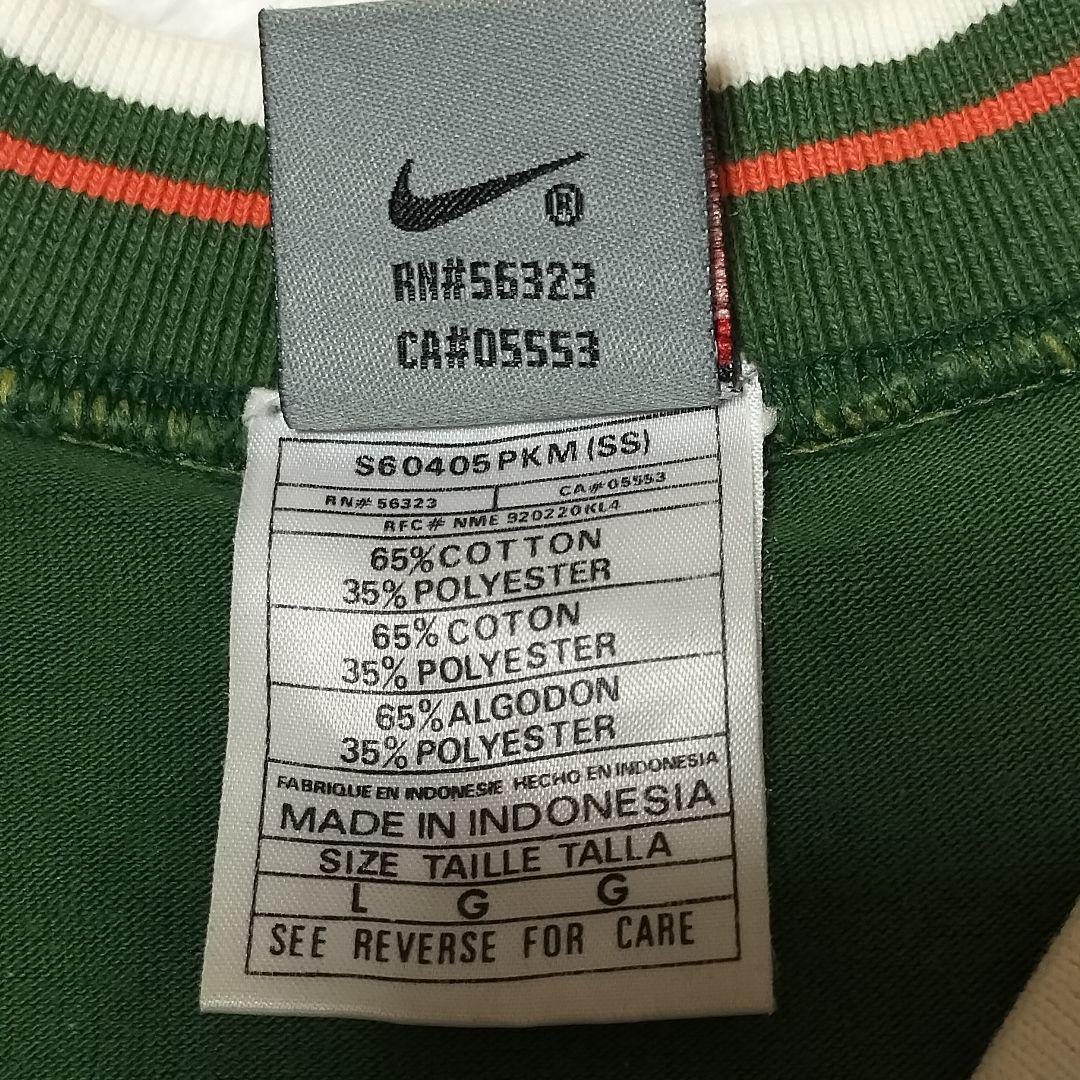 ®
RN#56323
CA#05553
S60405PKM(SS)
RN# 56323 CA#05553
RFC# NME 920220KL4
65%COTTON
35%POLYESTER
65%COTON
35%POLYESTER
65%ALGODON
35%POLYESTER
FABRIQUE EN INDONESIE HECHO EN INDONESIA
MADE IN INDONESIA
SIZE TAILLE TALLA
L G G
SEE REVERSE FOR CARE